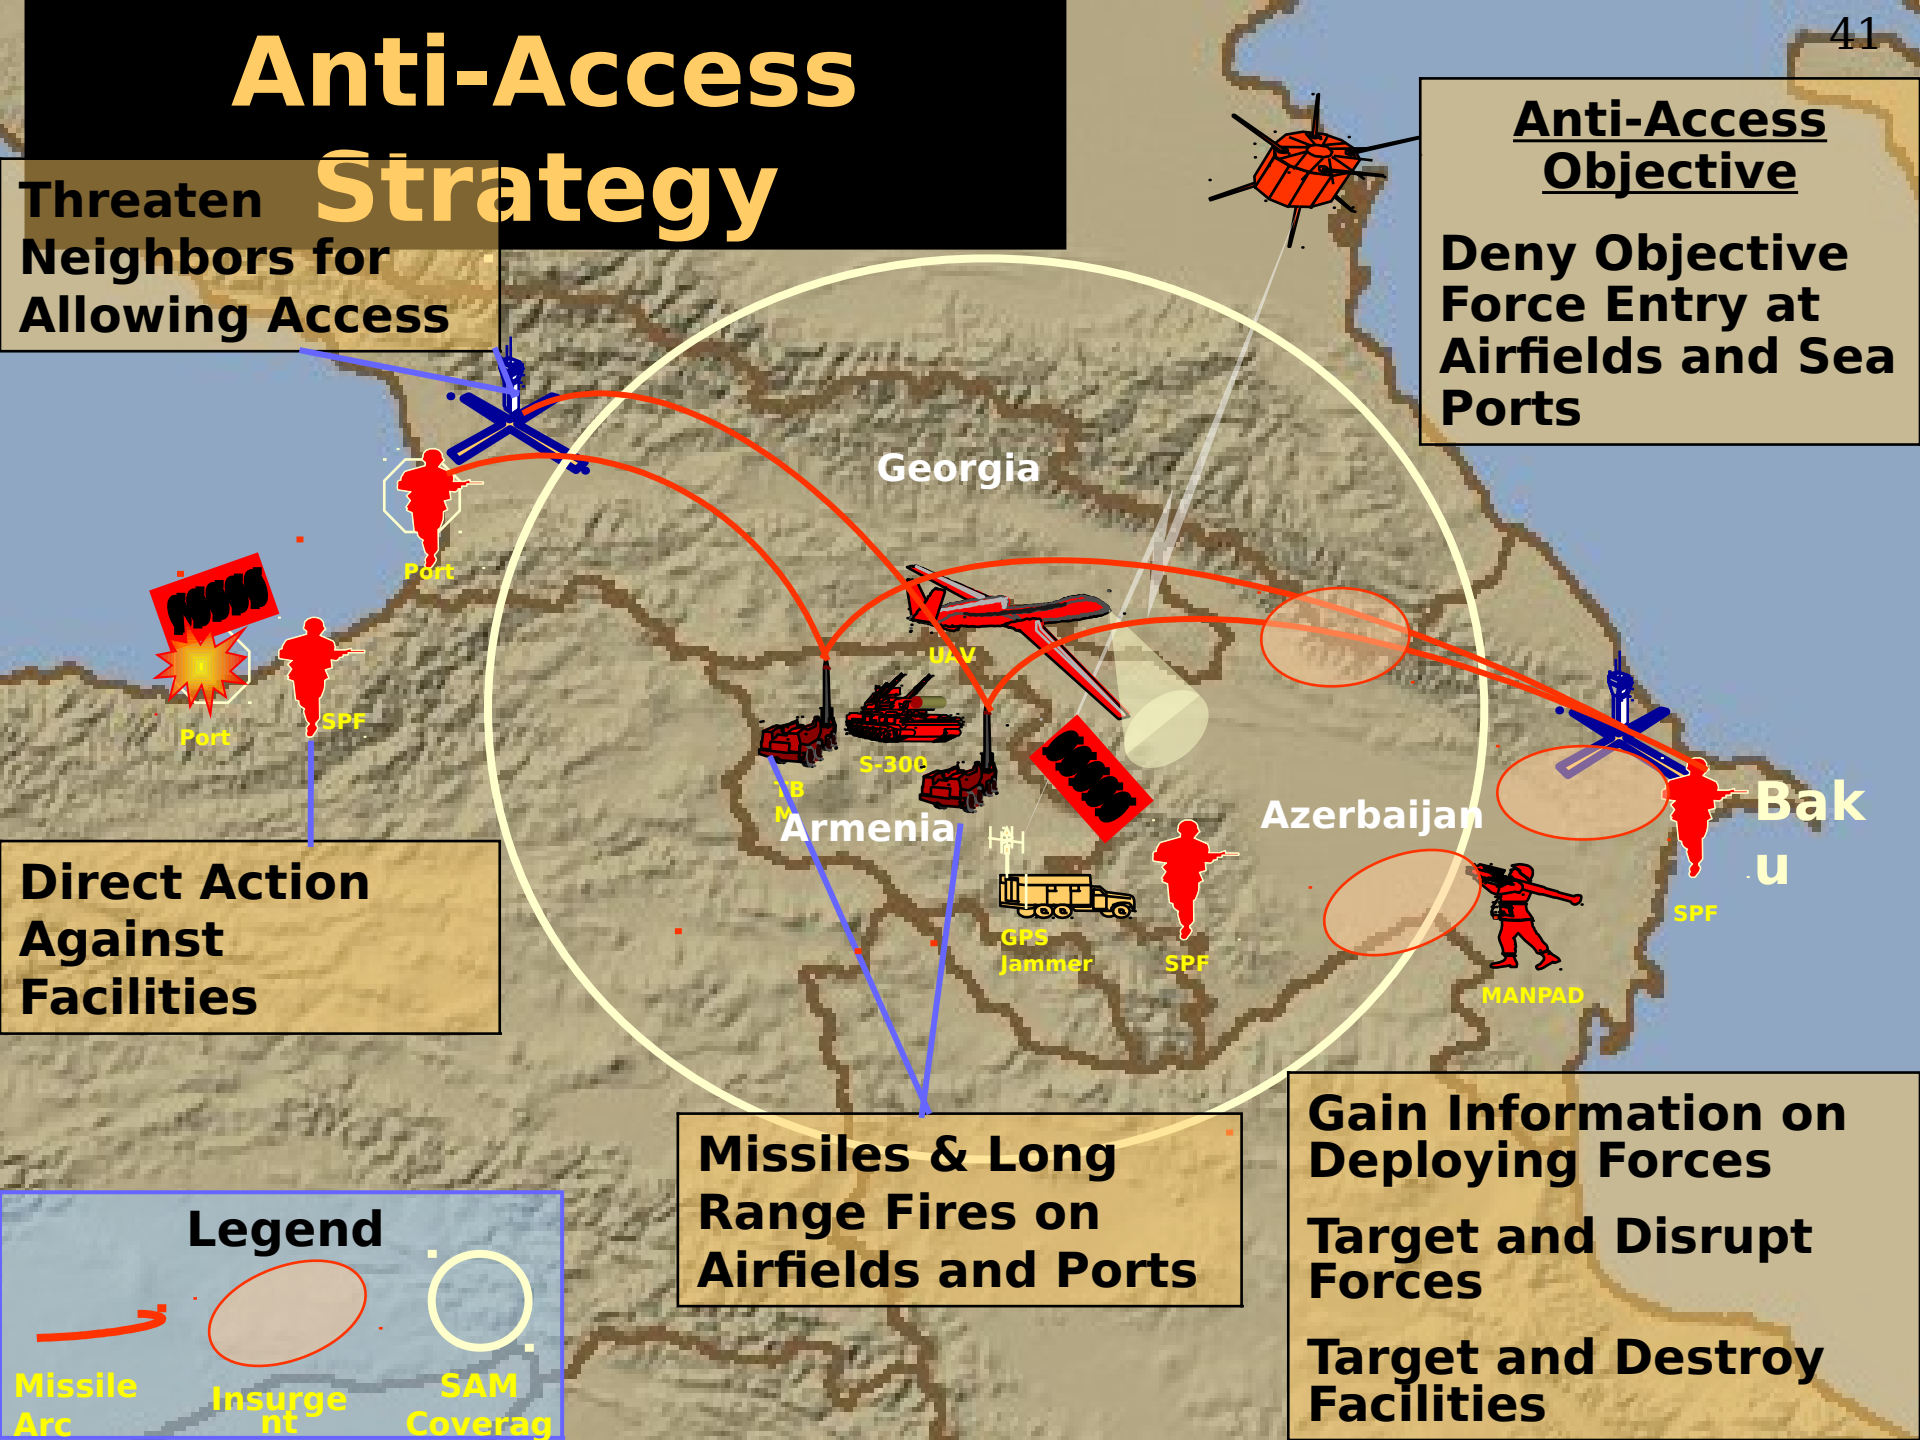 41
Anti-Access
Strategy
Threaten
Neighbors for
Allowing Access
Anti-Access
Objective
Deny Objective
Force Entry at
Airfields and Sea
Ports
Georgia
Port
UAV
Port
SPF
S-300
TB
M
Armenia
Azerbaijan
Bak
u
GPS
Jammer
SPF
SPF
MANPAD
Direct Action
Against
Facilities
Missiles & Long
Range Fires on
Airfields and Ports
Gain Information on
Deploying Forces
Target and Disrupt
Forces
Target and Destroy
Facilities
Legend
Missile
Arc
Insurge
nt
SAM
Coverag